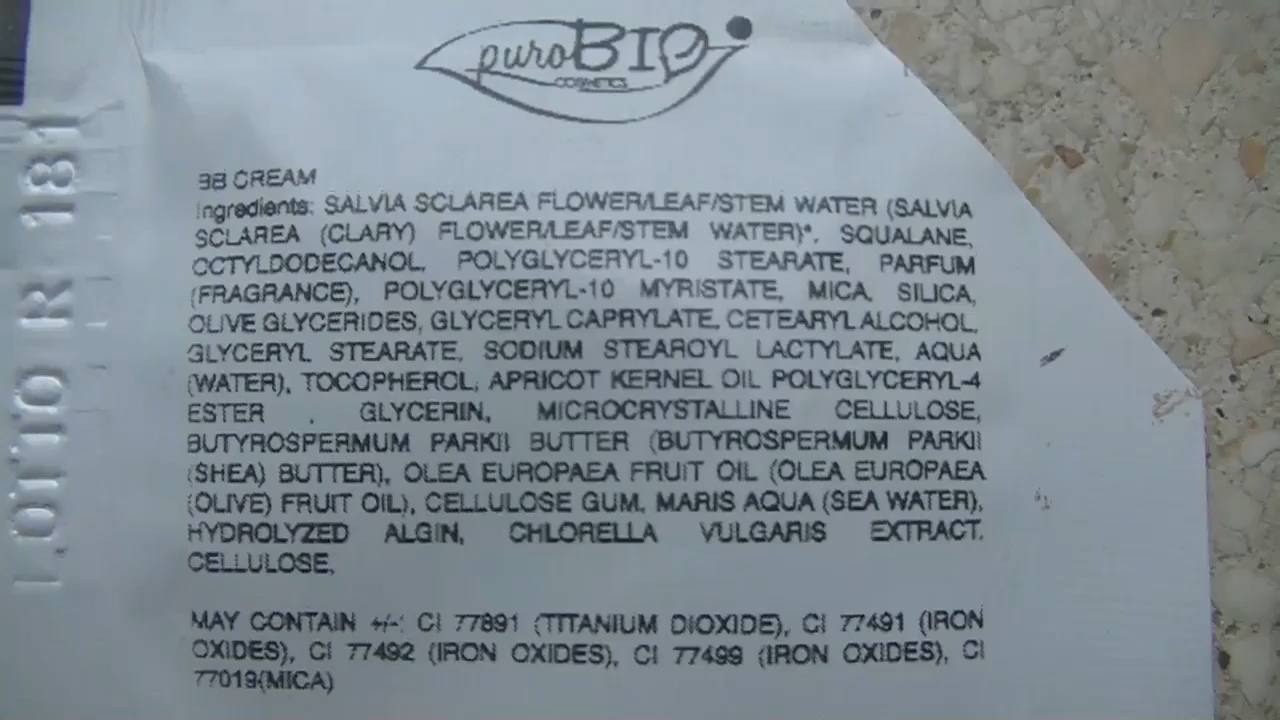 puroBIO
COSMETICS
BB CREAM
Ingredients: SALVIA SCLAREA FLOWER/LEAF/STEM WATER (SALVIA
SCLAREA (CLARY) FLOWER/LEAF/STEM WATER)*, SQUALANE,
OCTYLDODECANOL, POLYGLYCERYL-10 STEARATE, PARFUM
(FRAGRANCE), POLYGLYCERYL-10 MYRISTATE, MICA, SILICA,
OLIVE GLYCERIDES, GLYCERYL CAPRYLATE, CETEARYL ALCOHOL,
GLYCERYL STEARATE, SODIUM STEAROYL LACTYLATE, AQUA
(WATER), TOCOPHEROL, APRICOT KERNEL OIL POLYGLYCERYL-4
ESTER , GLYCERIN, MICROCRYSTALLINE CELLULOSE,
BUTYROSPERMUM PARKII BUTTER (BUTYROSPERMUM PARKII
(SHEA) BUTTER), OLEA EUROPAEA FRUIT OIL (OLEA EUROPAEA
(OLIVE) FRUIT OIL), CELLULOSE GUM, MARIS AQUA (SEA WATER),
HYDROLYZED ALGIN, CHLORELLA VULGARIS EXTRACT,
CELLULOSE,
MAY CONTAIN +/-: CI 77891 (TITANIUM DIOXIDE), CI 77491 (IRON
OXIDES), CI 77492 (IRON OXIDES), CI 77499 (IRON OXIDES), CI
77019(MICA)
LOTTO R 181